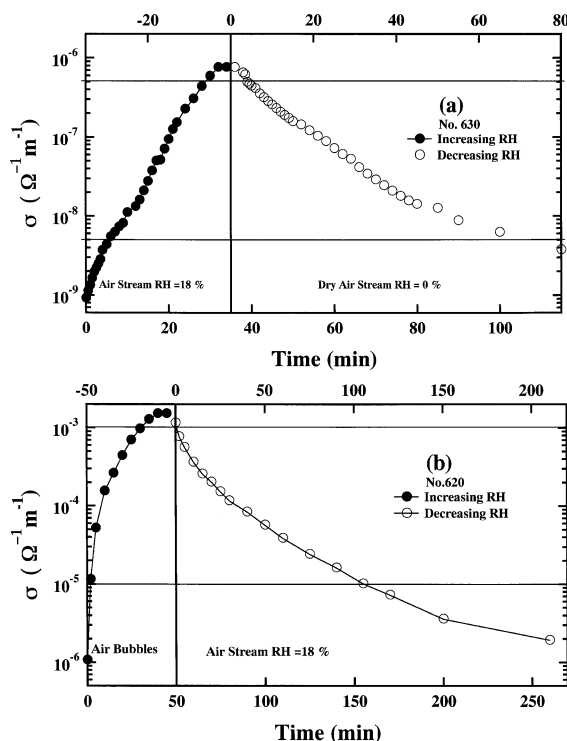 -20 0 20 40 60 80
10⁻⁶
10⁻⁷
10⁻⁸
10⁻⁹
σ ( Ω⁻¹m⁻¹)
(a)
No. 630
Increasing RH
Decreasing RH
Air Stream RH =18 %
Dry Air Stream RH = 0 %
0 20 40 60 80 100
Time (min)
-50 0 50 100 150 200
10⁻³
10⁻⁴
10⁻⁵
10⁻⁶
σ ( Ω⁻¹m⁻¹)
(b)
No.620
Increasing RH
Decreasing RH
Air Bubbles
Air Stream RH =18 %
0 50 100 150 200 250
Time (min)